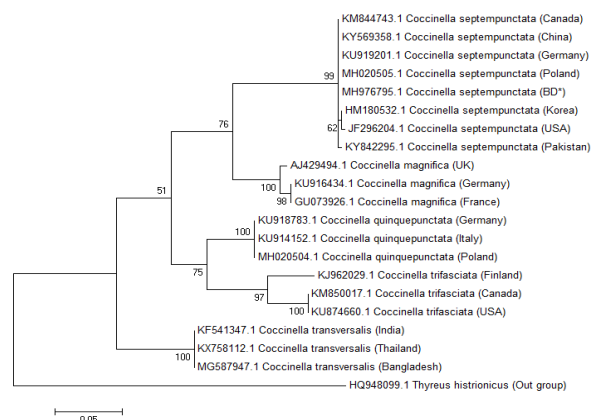 KM844743.1 Coccinella septempunctata (Canada)
KY569358.1 Coccinella septempunctata (China)
KU919201.1 Coccinella septempunctata (Germany)
99
MH020505.1 Coccinella septempunctata (Poland)
MH976795.1 Coccinella septempunctata (BD*)
HM180532.1 Coccinella septempunctata (Korea)
76
62
JF296204.1 Coccinella septempunctata (USA)
KY842295.1 Coccinella septempunctata (Pakistan)
AJ429494.1 Coccinella magnifica (UK)
100
KU916434.1 Coccinella magnifica (Germany)
51
98
GU073926.1 Coccinella magnifica (France)
KU918783.1 Coccinella quinquepunctata (Germany)
100
KU914152.1 Coccinella quinquepunctata (Italy)
MH020504.1 Coccinella quinquepunctata (Poland)
75
KJ962029.1 Coccinella trifasciata (Finland)
97
KM850017.1 Coccinella trifasciata (Canada)
100
KU874660.1 Coccinella trifasciata (USA)
KF541347.1 Coccinella transversalis (India)
KX758112.1 Coccinella transversalis (Thailand)
100
MG587947.1 Coccinella transversalis (Bangladesh)
HQ948099.1 Thyreus histrionicus (Out group)
0.05